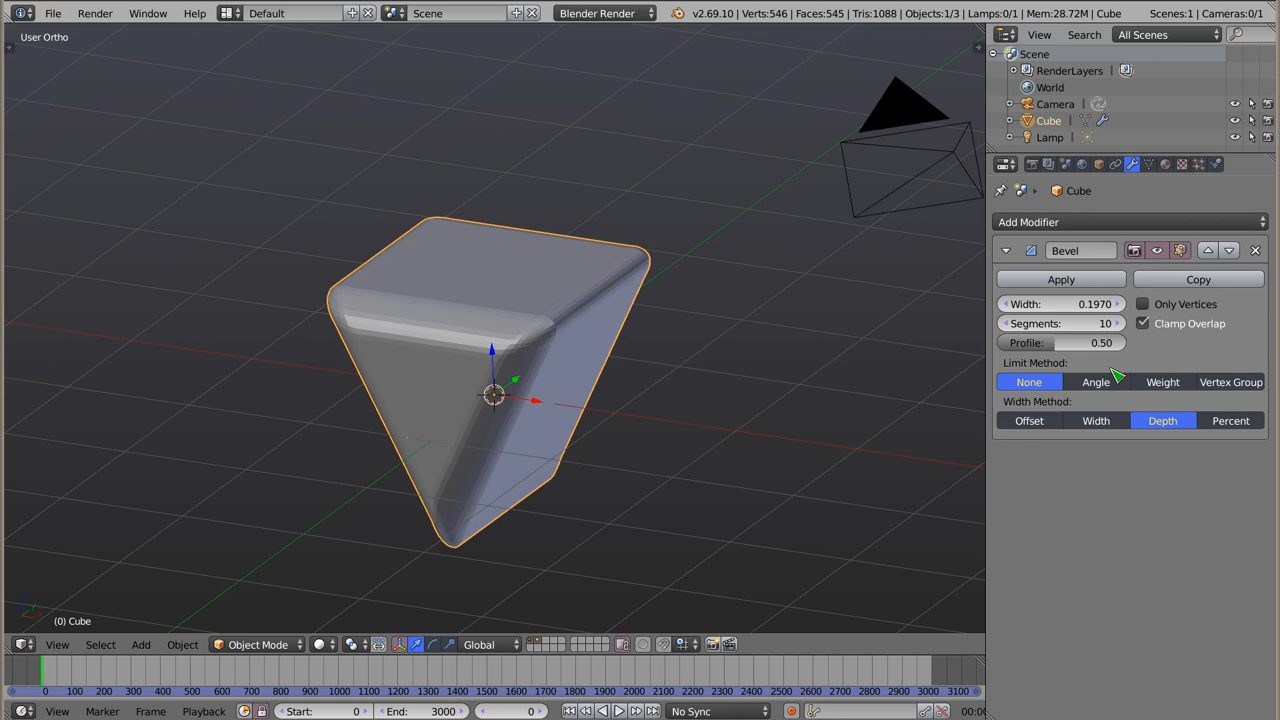 File Render Window Help Default Scene Blender Render v2.69.10 | Verts:546 | Faces:545 | Tris:1088 | Objects:1/3 | Lamps:0/1 | Mem:28.72M | Cube Scenes:1 | Cameras:0/1
User Ortho
View Search All Scenes
Scene
RenderLayers |
World
Camera
Cube
Lamp
Cube
Add Modifier
Bevel
Apply Copy
Width: 0.1970 Only Vertices
Segments: 10 Clamp Overlap
Profile: 0.50
Limit Method:
None Angle Weight Vertex Group
Width Method:
Offset Width Depth Percent
(0) Cube
View Select Add Object Object Mode Global
0 100 200 300 400 500 600 700 800 900 1000 1100 1200 1300 1400 1500 1600 1700 1800 1900 2000 2100 2200 2300 2400 2500 2600 2700 2800 2900 3000 3100
View Marker Frame Playback Start: 0 End: 3000 0 No Sync 00:0